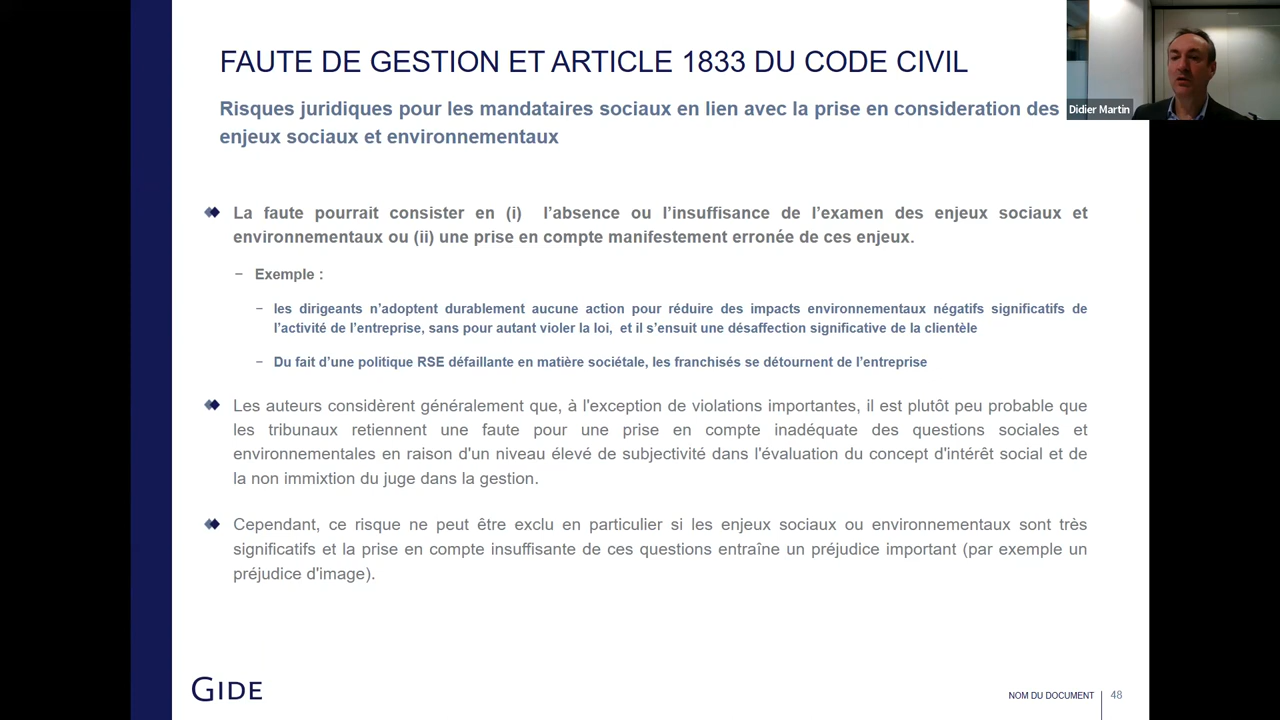 FAUTE DE GESTION ET ARTICLE 1833 DU CODE CIVIL
Risques juridiques pour les mandataires sociaux en lien avec la prise en consideration des
enjeux sociaux et environnementaux
Didier Martin
La faute pourrait consister en (i) l’absence ou l’insuffisance de l’examen des enjeux sociaux et
environnementaux ou (ii) une prise en compte manifestement erronée de ces enjeux.
– Exemple :
– les dirigeants n’adoptent durablement aucune action pour réduire des impacts environnementaux négatifs significatifs de
l’activité de l’entreprise, sans pour autant violer la loi, et il s’ensuit une désaffection significative de la clientèle
– Du fait d’une politique RSE défaillante en matière sociétale, les franchisés se détournent de l’entreprise
Les auteurs considèrent généralement que, à l'exception de violations importantes, il est plutôt peu probable que
les tribunaux retiennent une faute pour une prise en compte inadéquate des questions sociales et
environnementales en raison d'un niveau élevé de subjectivité dans l'évaluation du concept d'intérêt social et de
la non immixtion du juge dans la gestion.
Cependant, ce risque ne peut être exclu en particulier si les enjeux sociaux ou environnementaux sont très
significatifs et la prise en compte insuffisante de ces questions entraîne un préjudice important (par exemple un
préjudice d'image).
GIDE
NOM DU DOCUMENT 48